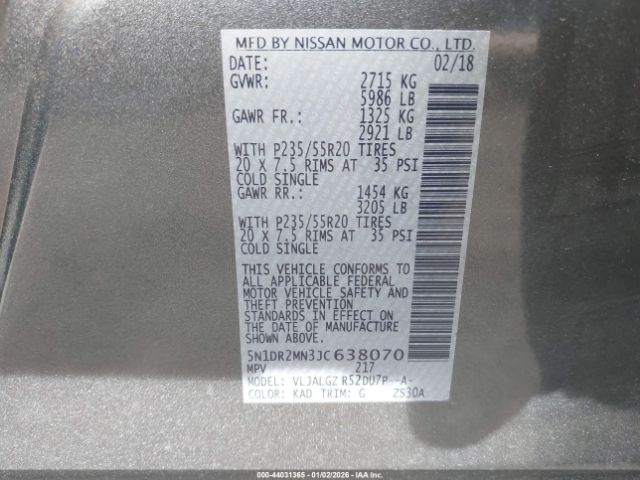 MFD BY NISSAN MOTOR CO., LTD.
DATE: 02/18
GVWR: 2715 KG
5986 LB
GAWR FR.: 1325 KG
2921 LB
WITH P235/55R20 TIRES
20 X 7.5 RIMS AT 35 PSI
COLD SINGLE
GAWR RR.: 1454 KG
3205 LB
WITH P235/55R20 TIRES
20 X 7.5 RIMS AT 35 PSI
COLD SINGLE
THIS VEHICLE CONFORMS TO
ALL APPLICABLE FEDERAL
MOTOR VEHICLE SAFETY AND
THEFT PREVENTION
STANDARDS IN EFFECT ON
THE DATE OF MANUFACTURE
SHOWN ABOVE.
5N1DR2MN3JC638070
MPV 217
MODEL: VLJALGZ R52DU7P--A-
COLOR: KAD TRIM: G ZS30A
000-44031365 | 01/02/2026 - IAA